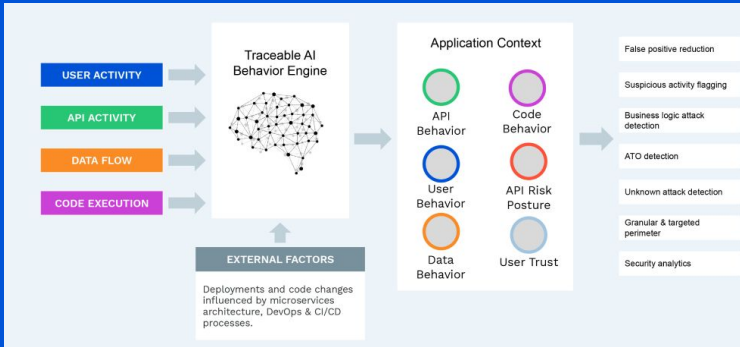 USER ACTIVITY
API ACTIVITY
DATA FLOW
CODE EXECUTION
Traceable AI
Behavior Engine
EXTERNAL FACTORS
Deployments and code changes
influenced by microservices
architecture, DevOps & CI/CD
processes.
Application Context
API
Behavior
Code
Behavior
User
Behavior
API Risk
Posture
Data
Behavior
User Trust
False positive reduction
Suspicious activity flagging
Business logic attack
detection
ATO detection
Unknown attack detection
Granular & targeted
perimeter
Security analytics